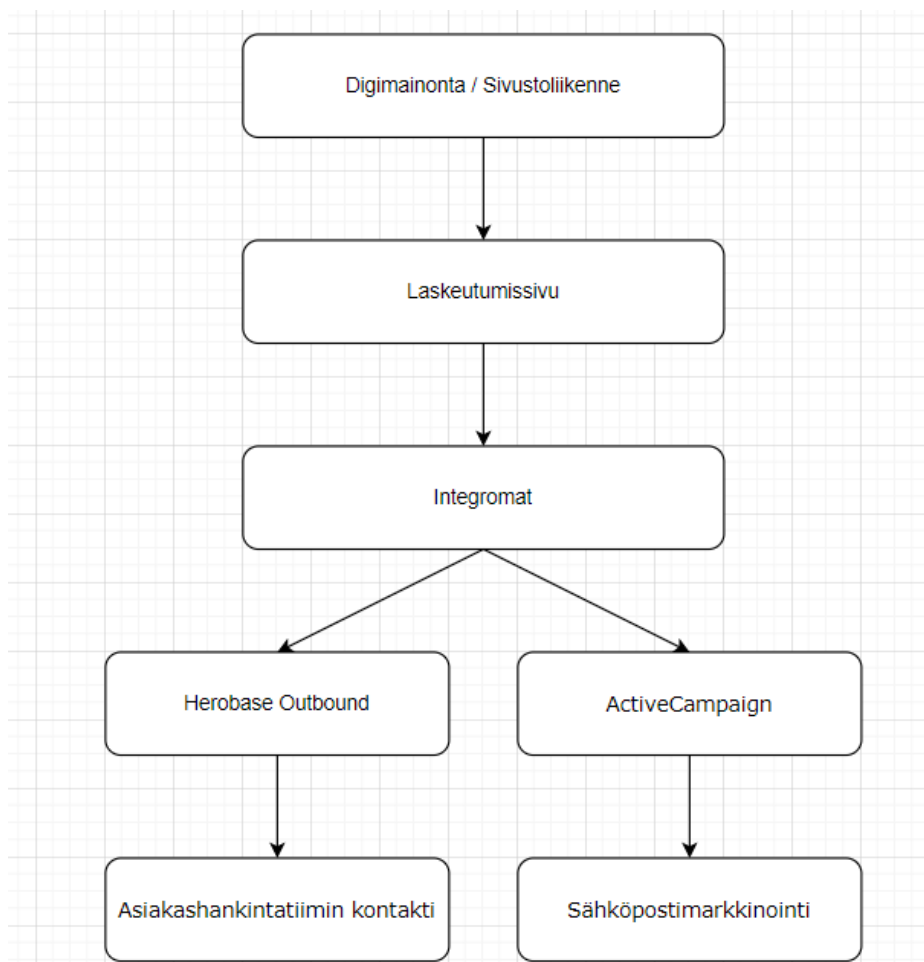 Digimainonta / Sivustoliikenne
Laskeutumissivu
Integromat
Herobase Outbound
ActiveCampaign
Asiakashankintatiimin kontakti
Sähköpostimarkkinointi